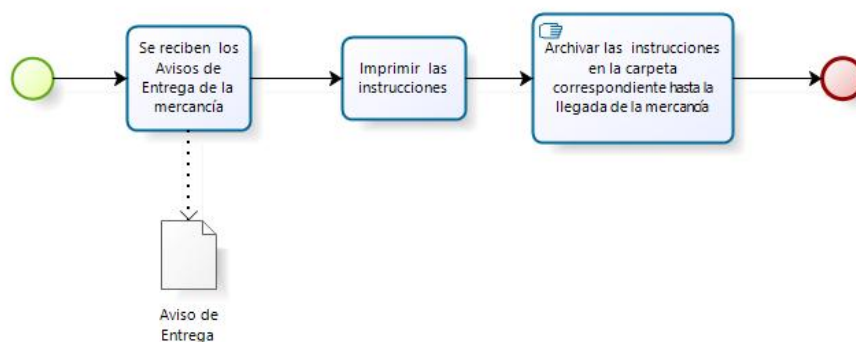 Se reciben los
Avisos de
Entrega de la
mercancía
Imprimir las
instrucciones
Archivar las instrucciones
en la carpeta
correspondiente hasta la
llegada de la mercancía
Aviso de
Entrega